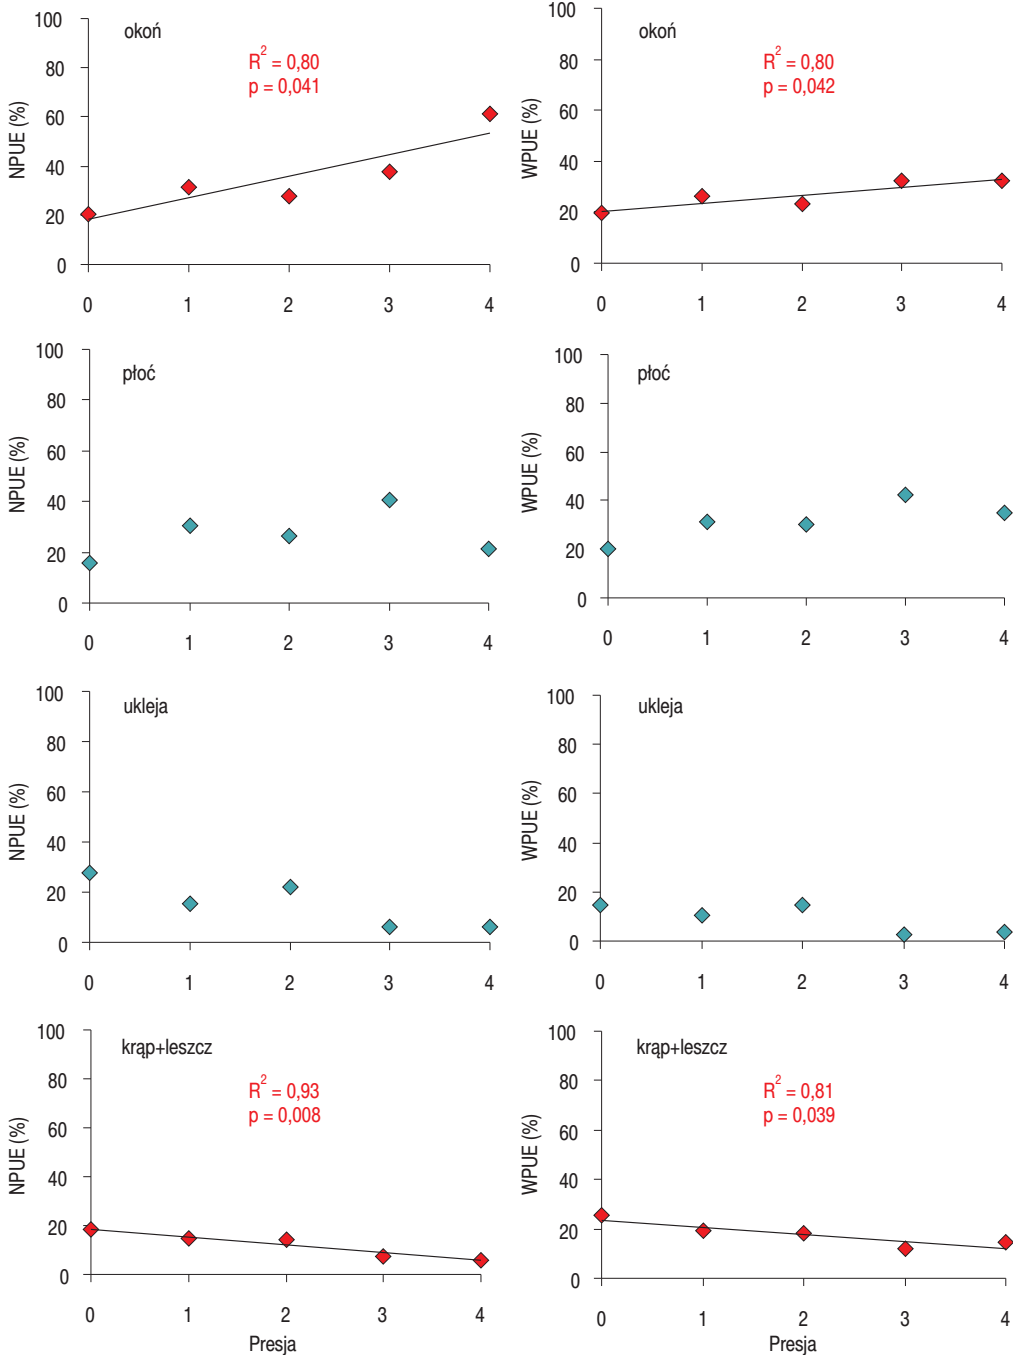 okoń
R² = 0,80
p = 0,041
NPUE (%)
100
80
60
40
20
0
0 1 2 3 4
okoń
R² = 0,80
p = 0,042
WPUE (%)
100
80
60
40
20
0
0 1 2 3 4
płoć
NPUE (%)
100
80
60
40
20
0
0 1 2 3 4
płoć
WPUE (%)
100
80
60
40
20
0
0 1 2 3 4
ukleja
NPUE (%)
100
80
60
40
20
0
0 1 2 3 4
ukleja
WPUE (%)
100
80
60
40
20
0
0 1 2 3 4
krąp+leszcz
R² = 0,93
p = 0,008
NPUE (%)
100
80
60
40
20
0
0 1 2 3 4
Presja
krąp+leszcz
R² = 0,81
p = 0,039
WPUE (%)
100
80
60
40
20
0
0 1 2 3 4
Presja